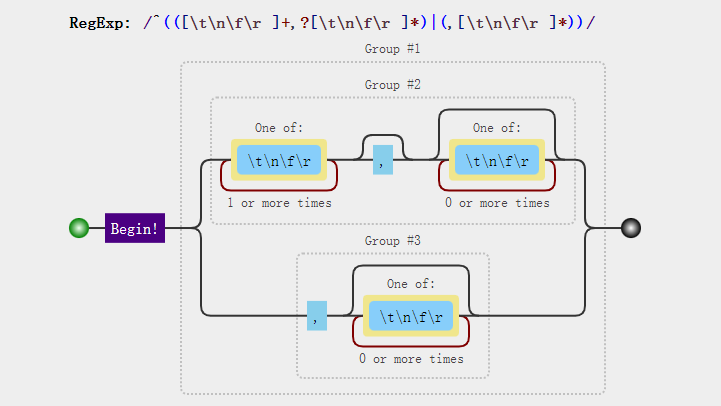 RegExp: /^(([\t\n\f\r ]+,?[\t\n\f\r ]*)|(,[\t\n\f\r ]*))/
Group #1
Group #2
One of: One of:
\t\n\f\r , \t\n\f\r
1 or more times 0 or more times
Begin!
Group #3
One of:
, \t\n\f\r
0 or more times